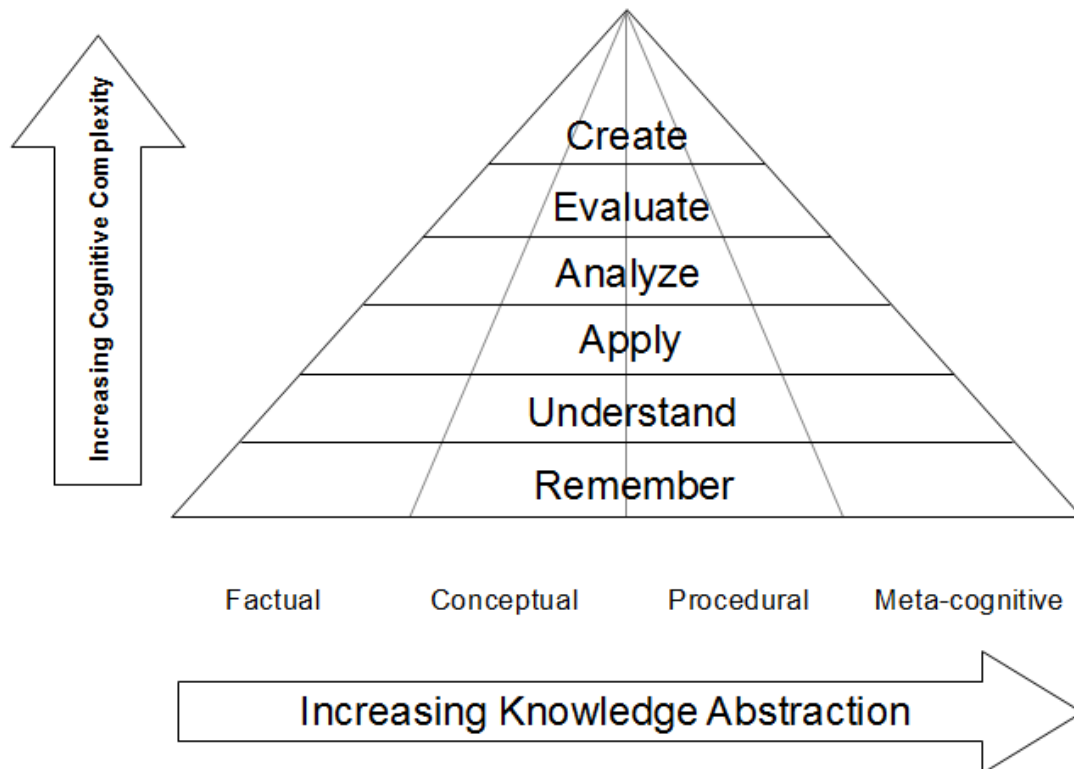 Increasing Cognitive Complexity
Create
Evaluate
Analyze
Apply
Understand
Remember
Factual Conceptual Procedural Meta-cognitive
Increasing Knowledge Abstraction